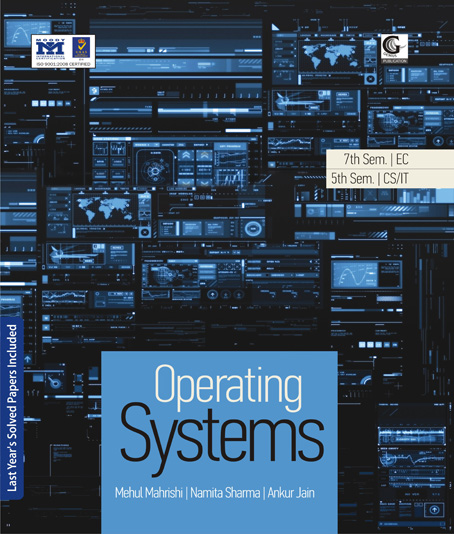 MOODY
ISO 9001:2008 CERTIFIED
PUBLICATION
7th Sem. | EC
5th Sem. | CS/IT
Last Year's Solved Papers Included
Operating
Systems
Mehul Mahrishi | Namita Sharma | Ankur Jain